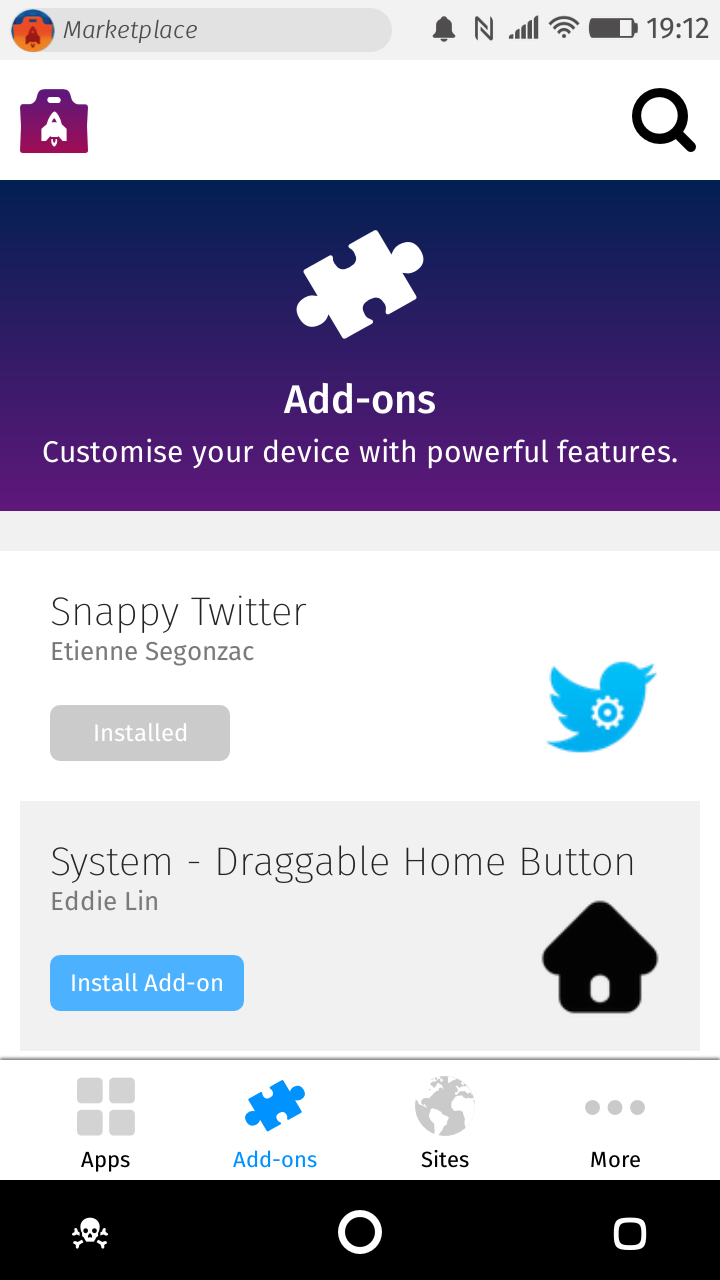 Marketplace 19:12
Add-ons
Customise your device with powerful features.
Snappy Twitter
Etienne Segonzac
Installed
System - Draggable Home Button
Eddie Lin
Install Add-on
Apps Add-ons Sites More